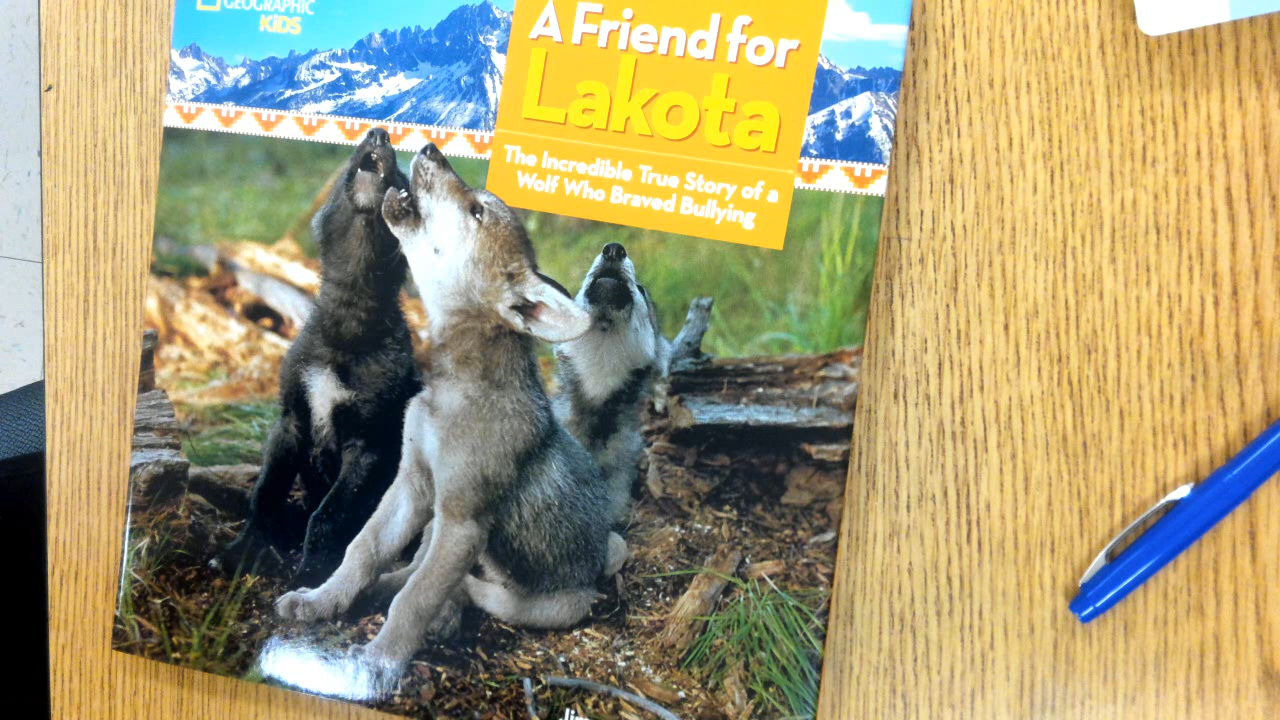 GEOGRAPHIC
KIDS
A Friend for
Lakota
The Incredible True Story of a
Wolf Who Braved Bullying